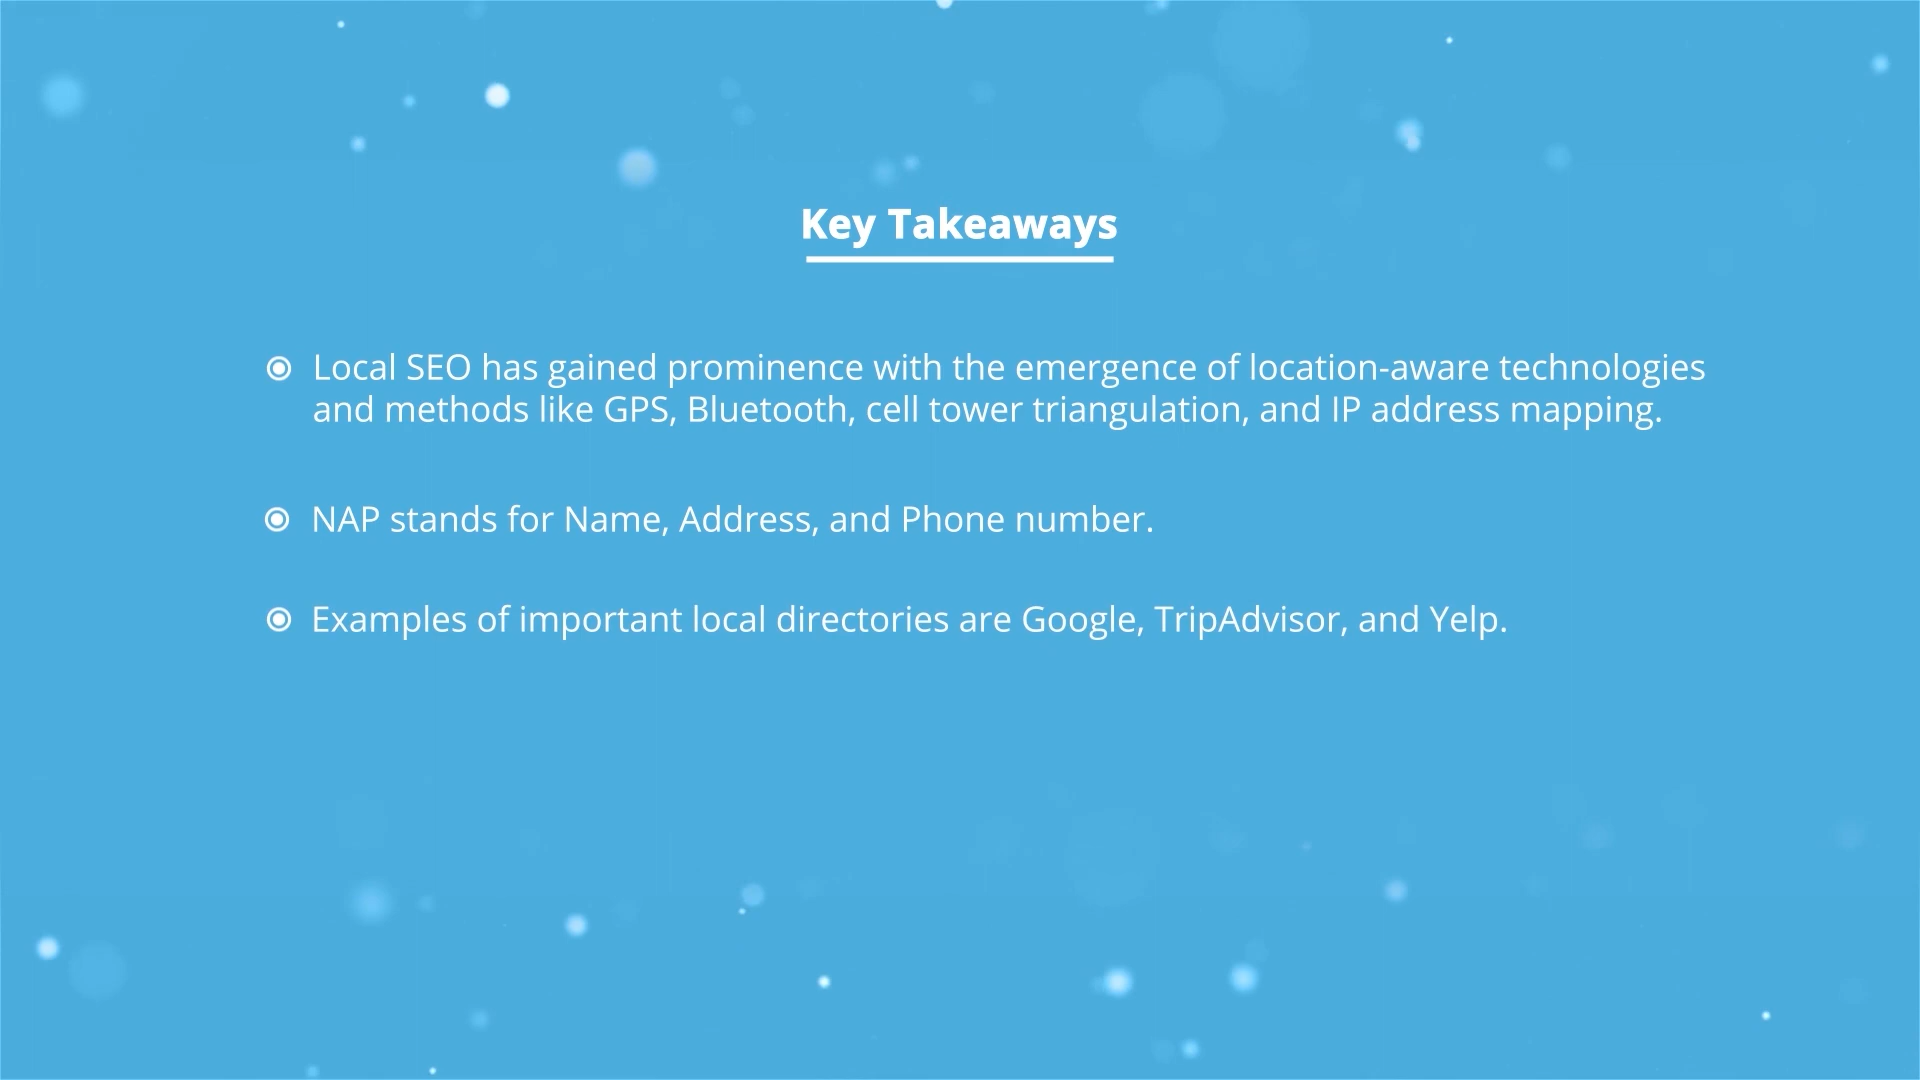 Key Takeaways
Local SEO has gained prominence with the emergence of location-aware technologies
and methods like GPS, Bluetooth, cell tower triangulation, and IP address mapping.
NAP stands for Name, Address, and Phone number.
Examples of important local directories are Google, TripAdvisor, and Yelp.